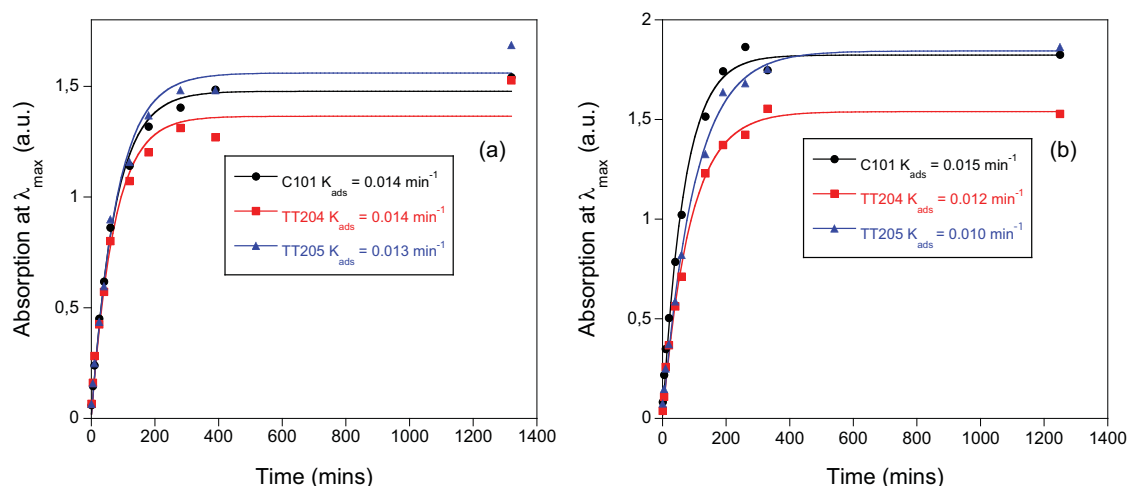 Absorption at λmax (a.u.)
1.5
1
0,5
0
0 200 400 600 800 1000 1200 1400
Time (mins)
(a)
C101 Kads = 0.014 min-1
TT204 Kads = 0.014 min-1
TT205 Kads = 0.013 min-1
Absorption at λmax (a.u.)
2
1.5
1
0,5
0
0 200 400 600 800 1000 1200 1400
Time (mins)
(b)
C101 Kads = 0.015 min-1
TT204 Kads = 0.012 min-1
TT205 Kads = 0.010 min-1